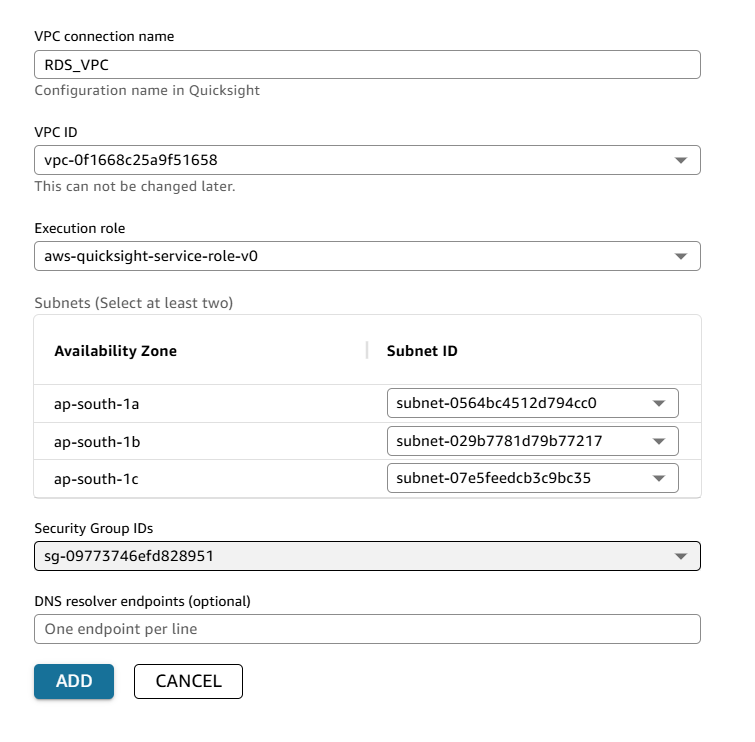 VPC connection name
RDS_VPC
Configuration name in Quicksight
VPC ID
vpc-0f1668c25a9f51658
This can not be changed later.
Execution role
aws-quicksight-service-role-v0
Subnets (Select at least two)
Availability Zone Subnet ID
ap-south-1a subnet-0564bc4512d794cc0
ap-south-1b subnet-029b7781d79b77217
ap-south-1c subnet-07e5feedcb3c9bc35
Security Group IDs
sg-09773746efd828951
DNS resolver endpoints (optional)
One endpoint per line
ADD CANCEL